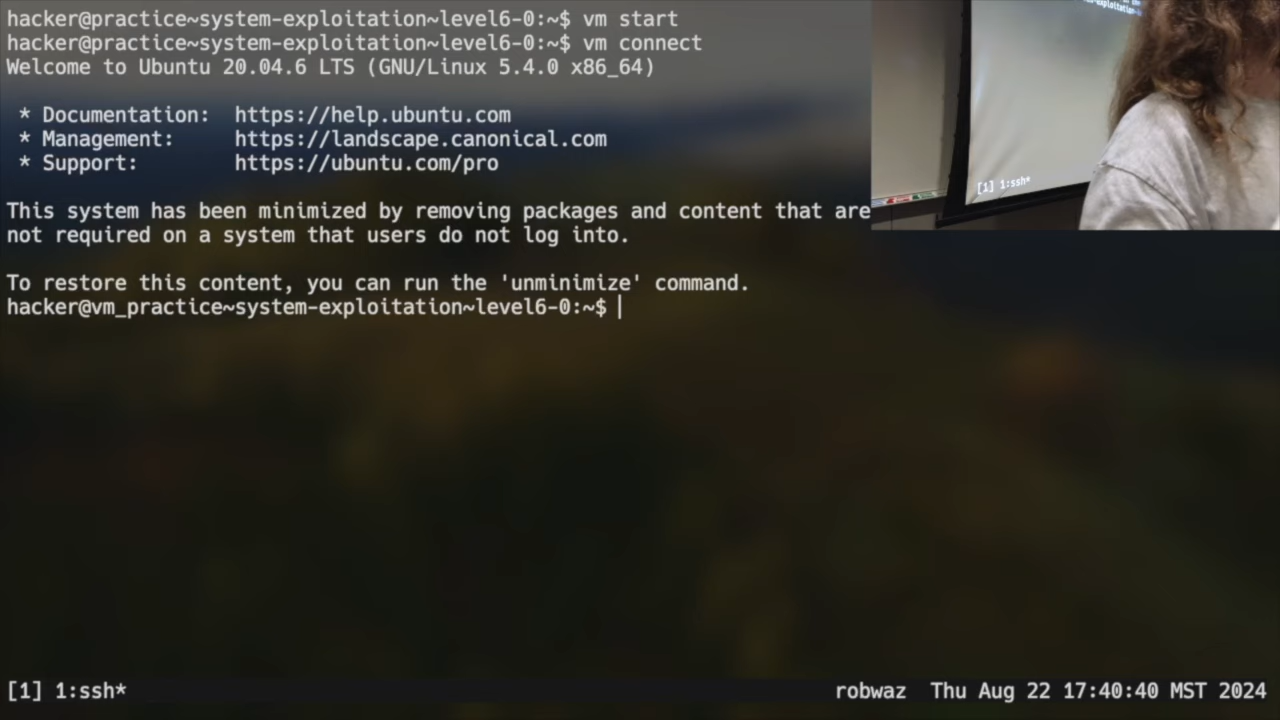 hacker@practice~system-exploitation~level6-0:~$ vm start
hacker@practice~system-exploitation~level6-0:~$ vm connect
Welcome to Ubuntu 20.04.6 LTS (GNU/Linux 5.4.0 x86_64)
* Documentation:  https://help.ubuntu.com
* Management:     https://landscape.canonical.com
* Support:        https://ubuntu.com/pro
This system has been minimized by removing packages and content that are
not required on a system that users do not log into.
To restore this content, you can run the 'unminimize' command.
hacker@vm_practice~system-exploitation~level6-0:~$
[1] 1:ssh*
[1] 1:ssh*
robwaz  Thu Aug 22 17:40:40 MST 2024